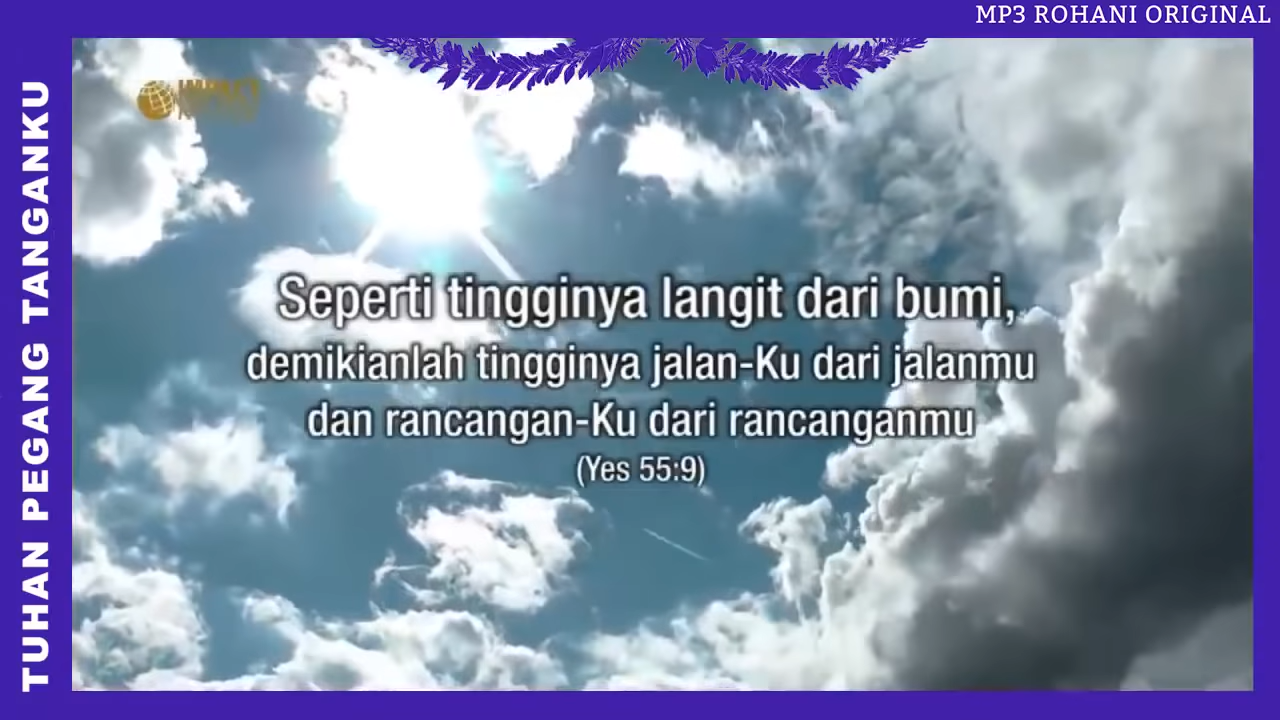 MP3 ROHANI ORIGINAL
TUHAN PEGANG TANGANKU
IMPACT
Seperti tingginya langit dari bumi,
demikianlah tingginya jalan-Ku dari jalanmu
dan rancangan-Ku dari rancanganmu
(Yes 55:9)